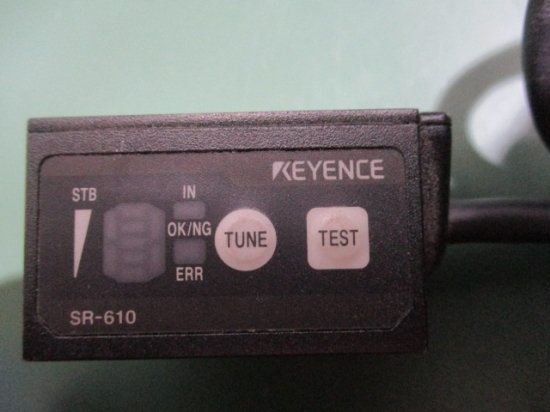 KEYENCE
STB
IN
OK/NG
ERR
TUNE
TEST
SR-610